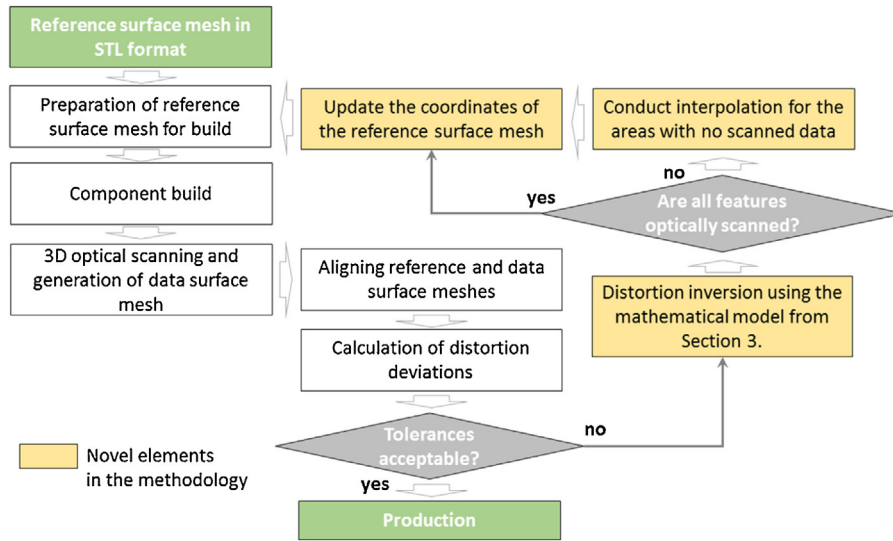 Reference surface mesh in
STL format
Preparation of reference
surface mesh for build
Component build
3D optical scanning and
generation of data surface
mesh
Aligning reference and data
surface meshes
Calculation of distortion
deviations
Tolerances
acceptable?
yes
Production
no
Distortion inversion using the
mathematical model from
Section 3.
Are all features
optically scanned?
no
Conduct interpolation for the
areas with no scanned data
yes
Update the coordinates of
the reference surface mesh
Novel elements
in the methodology